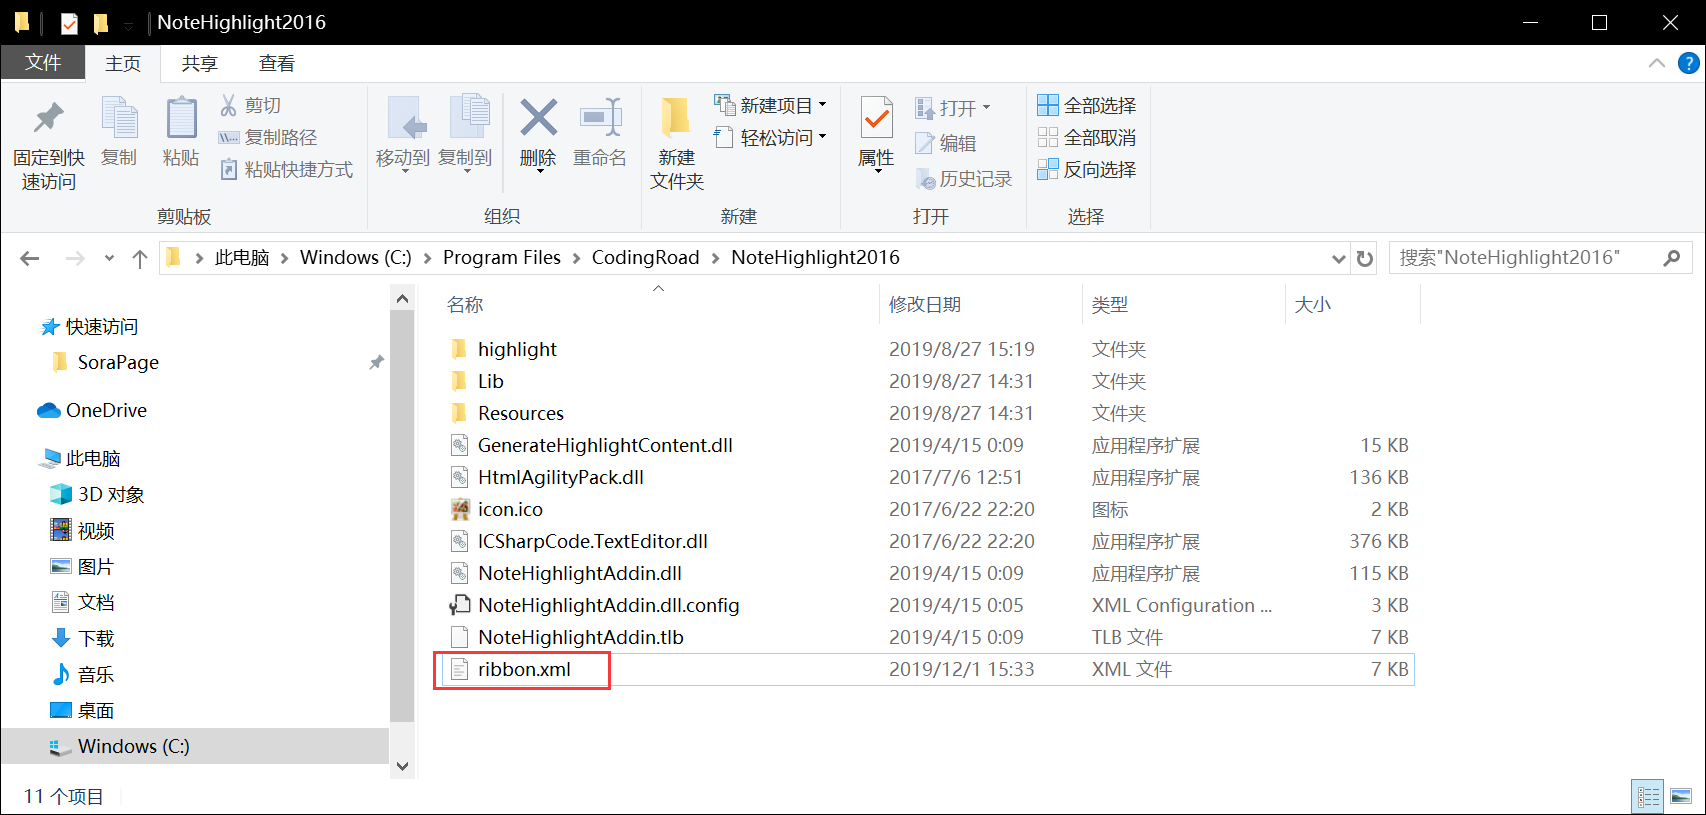 NoteHighlight2016
文件 主页 共享 查看
固定到快速访问
复制
粘贴
剪切
复制路径
粘贴快捷方式
剪贴板
移动到
复制到
删除
重命名
组织
新建文件夹
新建项目
轻松访问
新建
属性
打开
编辑
历史记录
打开
全部选择
全部取消
反向选择
选择
此电脑 > Windows (C:) > Program Files > CodingRoad > NoteHighlight2016
搜索"NoteHighlight2016"
快速访问
SoraPage
OneDrive
此电脑
3D 对象
视频
图片
文档
下载
音乐
桌面
Windows (C:)
名称 修改日期 类型 大小
highlight 2019/8/27 15:19 文件夹
Lib 2019/8/27 14:31 文件夹
Resources 2019/8/27 14:31 文件夹
GenerateHighlightContent.dll 2019/4/15 0:09 应用程序扩展 15 KB
HtmlAgilityPack.dll 2017/7/6 12:51 应用程序扩展 136 KB
icon.ico 2017/6/22 22:20 图标 2 KB
ICSharpCode.TextEditor.dll 2017/6/22 22:20 应用程序扩展 376 KB
NoteHighlightAddin.dll 2019/4/15 0:09 应用程序扩展 115 KB
NoteHighlightAddin.dll.config 2019/4/15 0:05 XML Configuration ... 3 KB
NoteHighlightAddin.tlb 2019/4/15 0:09 TLB 文件 7 KB
ribbon.xml 2019/12/1 15:33 XML 文件 7 KB
11 个项目